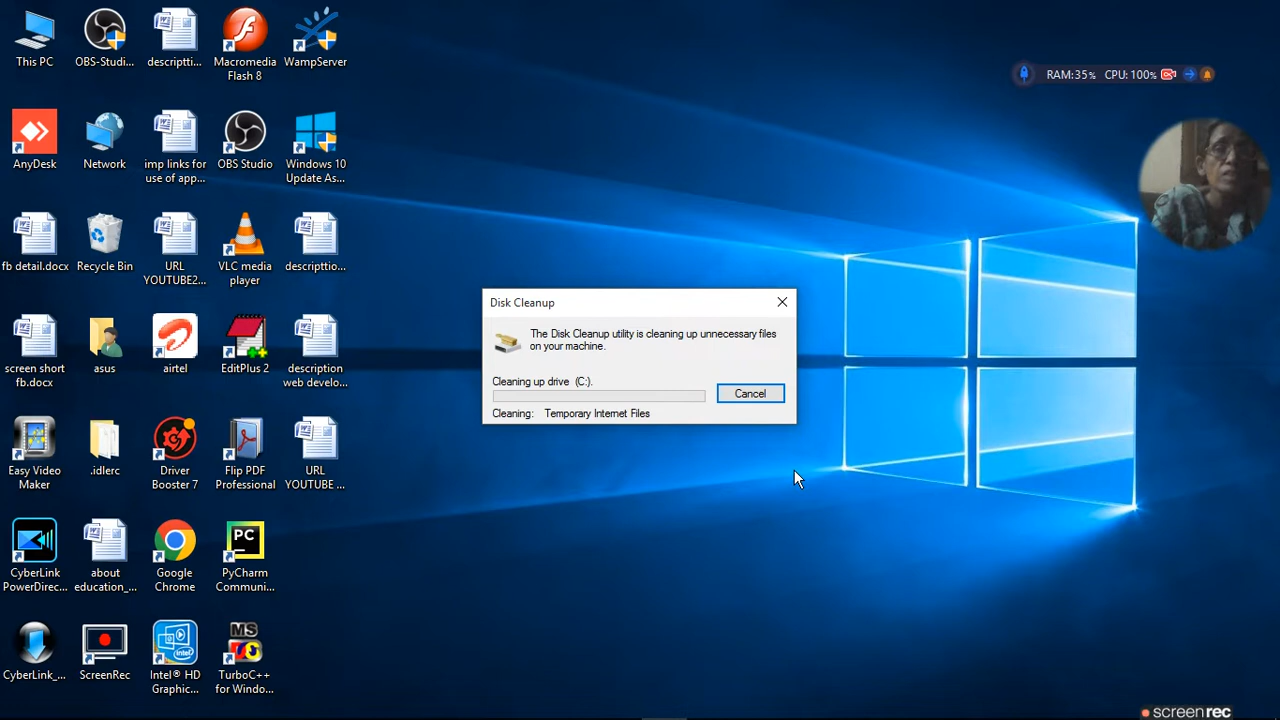 This PC
OBS-Studi...
descriptti...
Macromedia
Flash 8
WampServer
RAM:35% CPU:100%
AnyDesk
Network
imp links for
use of app...
OBS Studio
Windows 10
Update As...
fb detail.docx
Recycle Bin
URL
YOUTUBE2...
VLC media
player
descriptti...
Disk Cleanup
The Disk Cleanup utility is cleaning up unnecessary files
on your machine.
Cleaning up drive (C:).
Cancel
Cleaning: Temporary Internet Files
screen short
fb.docx
asus
airtel
EditPlus 2
description
web develo...
Easy Video
Maker
.idlerc
Driver
Booster 7
Flip PDF
Professional
URL
YOUTUBE ...
PC
CyberLink
PowerDirec...
about
education_...
Google
Chrome
PyCharm
Communi...
MS
intel
CyberLink_...
ScreenRec
Intel® HD
Graphic...
TurboC++
for Windo...
screenrec